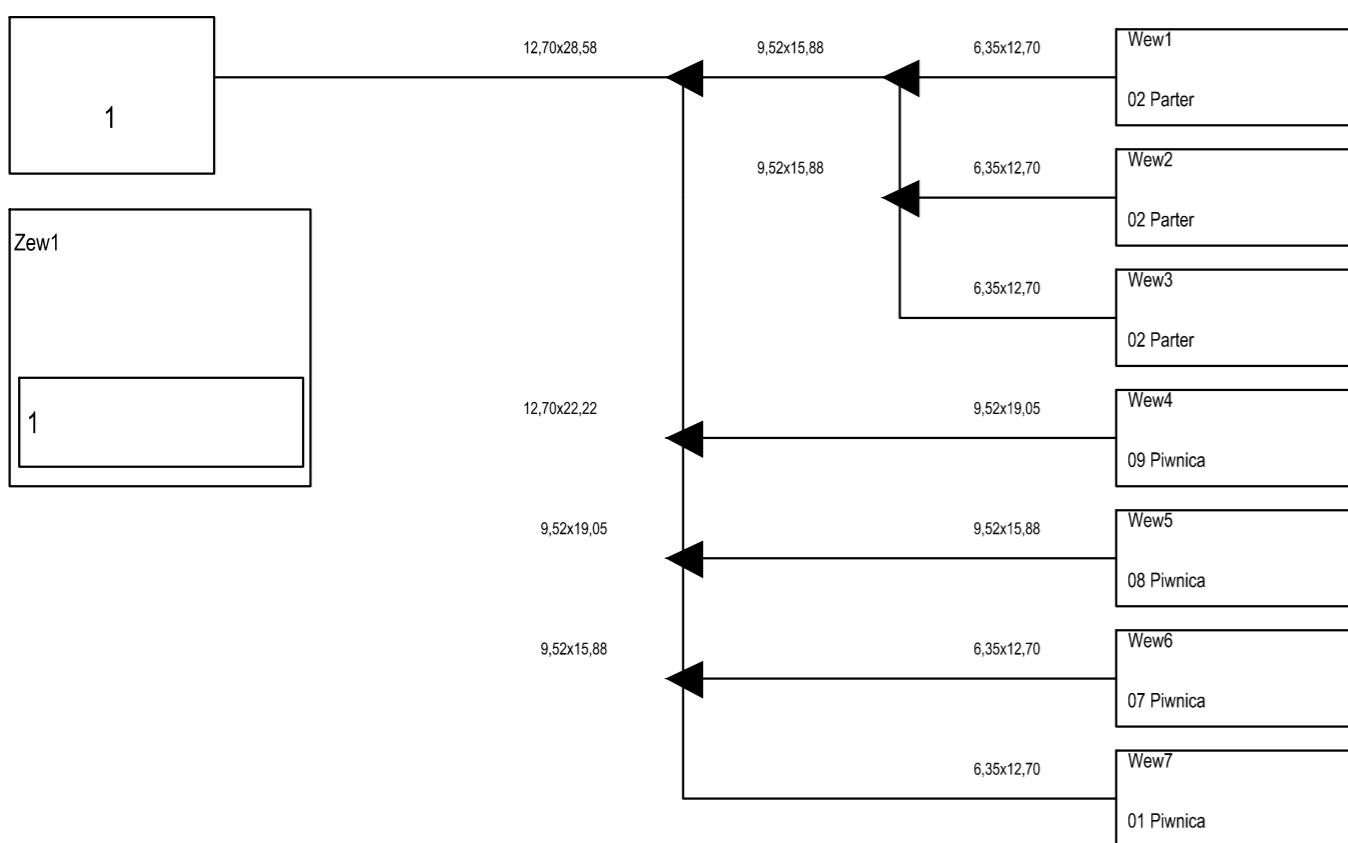 12,70x28,58
9,52x15,88
6,35x12,70
Wew1
02 Parter
1
9,52x15,88
6,35x12,70
Wew2
02 Parter
Zew1
6,35x12,70
Wew3
02 Parter
1
12,70x22,22
9,52x19,05
Wew4
09 Piwnica
9,52x19,05
9,52x15,88
Wew5
08 Piwnica
9,52x15,88
6,35x12,70
Wew6
07 Piwnica
6,35x12,70
Wew7
01 Piwnica